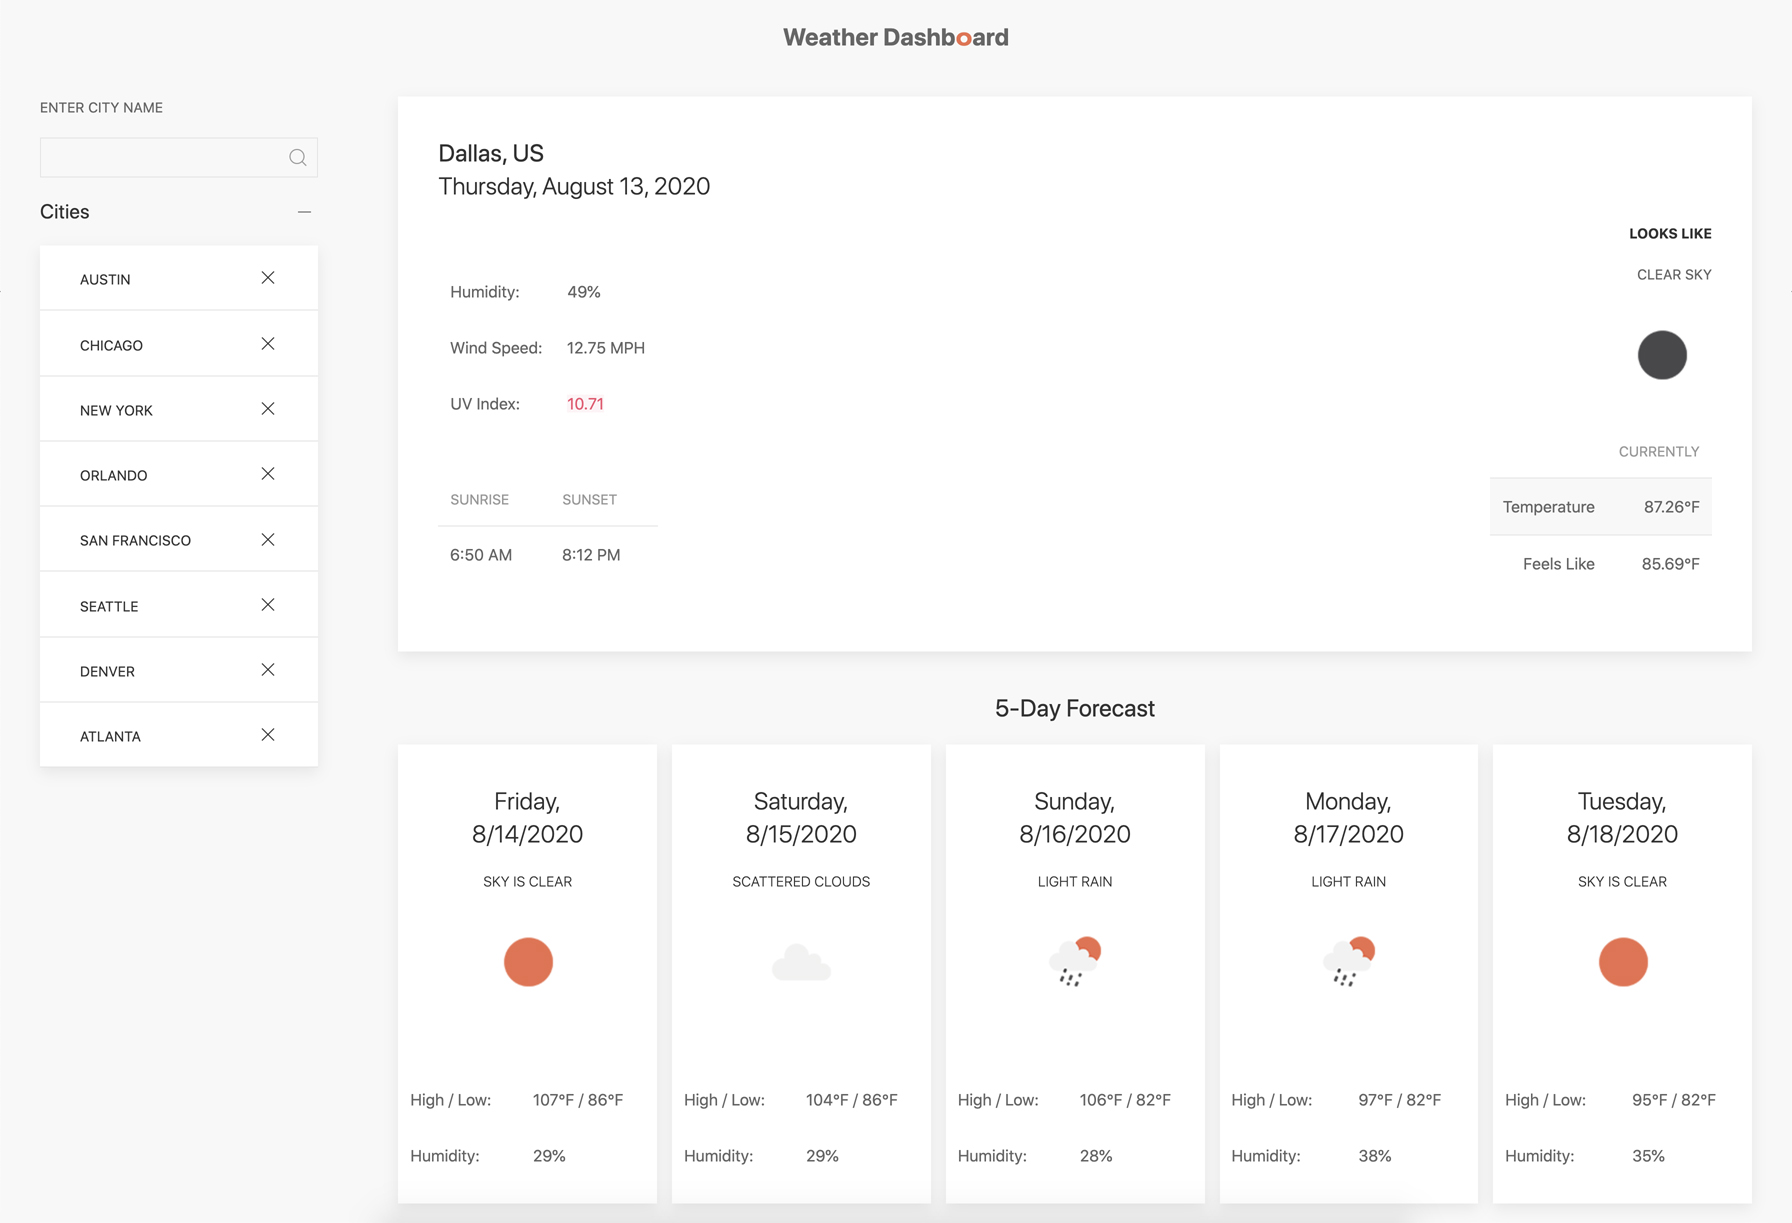 Weather Dashboard
ENTER CITY NAME
Cities
AUSTIN
CHICAGO
NEW YORK
ORLANDO
SAN FRANCISCO
SEATTLE
DENVER
ATLANTA
Dallas, US
Thursday, August 13, 2020
Humidity: 49%
Wind Speed: 12.75 MPH
UV Index: 10.71
SUNRISE SUNSET
6:50 AM 8:12 PM
LOOKS LIKE
CLEAR SKY
CURRENTLY
Temperature 87.26°F
Feels Like 85.69°F
5-Day Forecast
Friday,
8/14/2020
SKY IS CLEAR
High / Low: 107°F / 86°F
Humidity: 29%
Saturday,
8/15/2020
SCATTERED CLOUDS
High / Low: 104°F / 86°F
Humidity: 29%
Sunday,
8/16/2020
LIGHT RAIN
High / Low: 106°F / 82°F
Humidity: 28%
Monday,
8/17/2020
LIGHT RAIN
High / Low: 97°F / 82°F
Humidity: 38%
Tuesday,
8/18/2020
SKY IS CLEAR
High / Low: 95°F / 82°F
Humidity: 35%